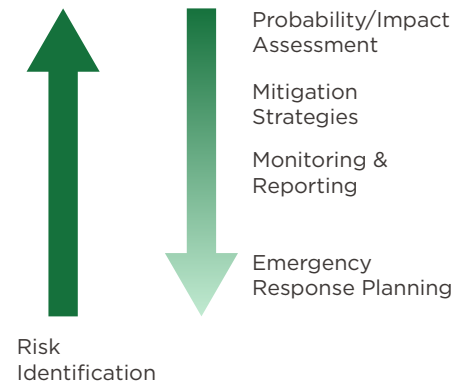 Probability/Impact
Assessment
Mitigation
Strategies
Monitoring &
Reporting
Emergency
Response Planning
Risk
Identification